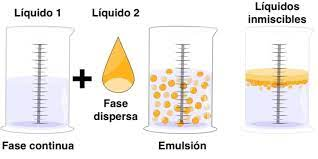 Líquido 1
Líquido 2
Líquidos
inmiscibles
Fase
dispersa
Fase continua
Emulsión